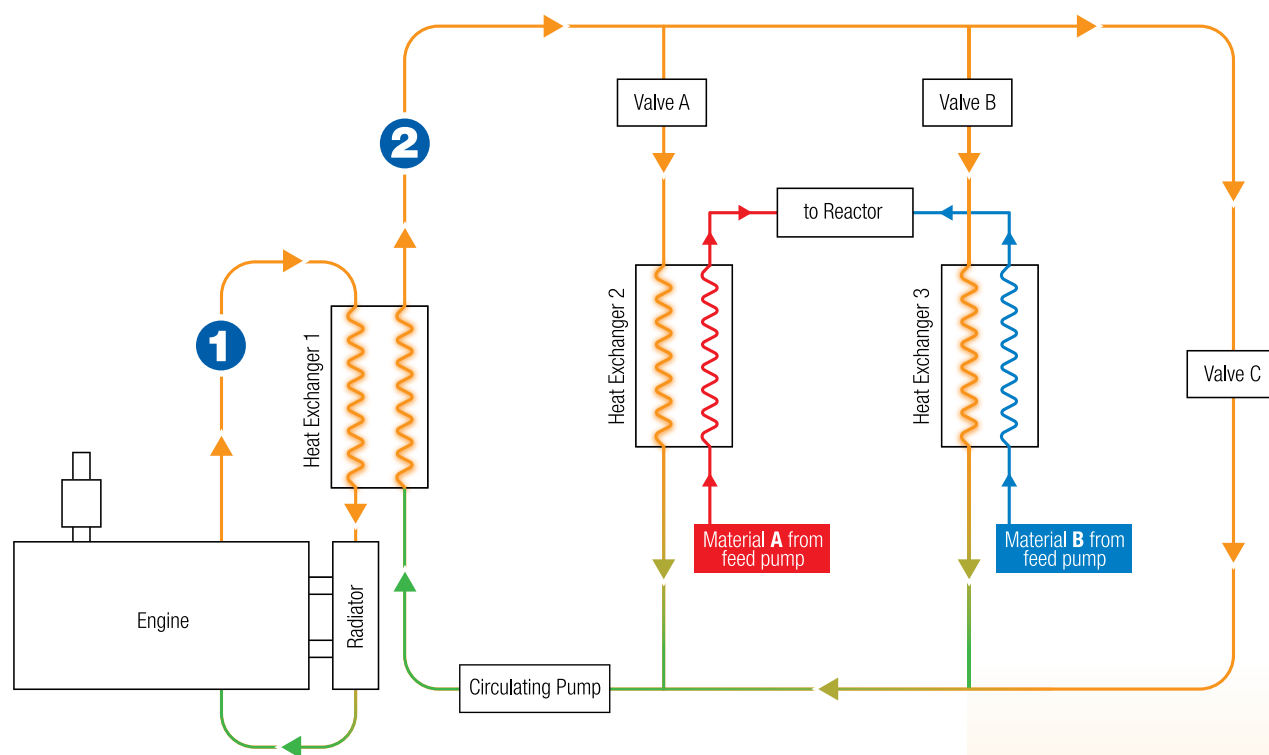 2
Valve A
Valve B
to Reactor
1
Heat Exchanger 1
Heat Exchanger 2
Heat Exchanger 3
Valve C
Material A from
feed pump
Material B from
feed pump
Engine
Radiator
Circulating Pump